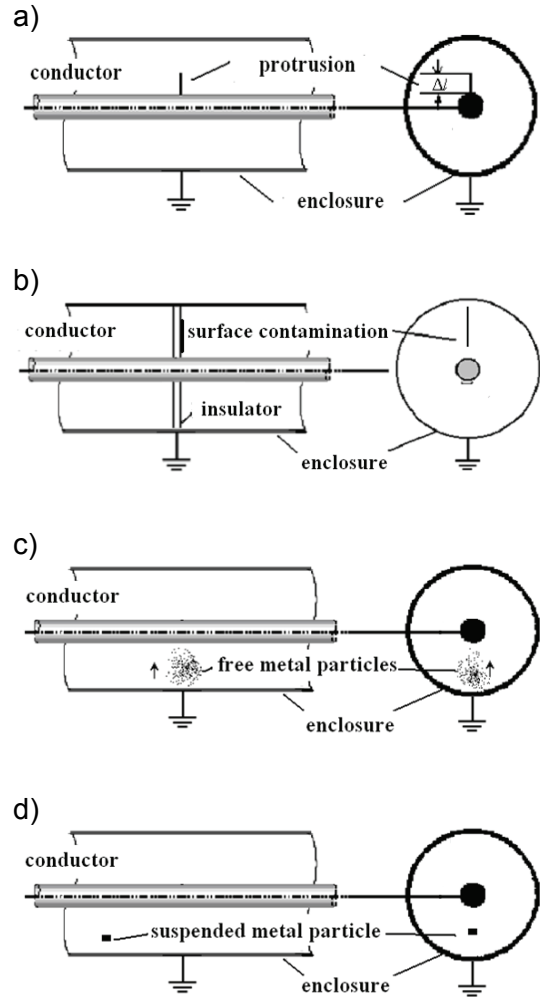 a)
protrusion
conductor
Δl
enclosure
b)
conductor
surface contamination
insulator
enclosure
c)
conductor
free metal particles
enclosure
d)
conductor
suspended metal particle
enclosure